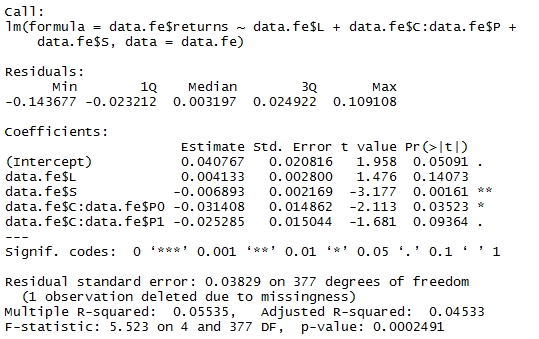 Call:
lm(formula = data.fe$returns ~ data.fe$L + data.fe$C:data.fe$P +
    data.fe$S, data = data.fe)
Residuals:
Min 1Q Median 3Q Max
-0.143677 -0.023212 0.003197 0.024922 0.109108
Coefficients:
Estimate Std. Error t value Pr(>|t|)
(Intercept) 0.040767 0.020816 1.958 0.05091 .
data.fe$L 0.004133 0.002800 1.476 0.14073
data.fe$S -0.006893 0.002169 -3.177 0.00161 **
data.fe$C:data.fe$P0 -0.031408 0.014862 -2.113 0.03523 *
data.fe$C:data.fe$P1 -0.025285 0.015044 -1.681 0.09364 .
---
Signif. codes: 0 ‘***’ 0.001 ‘**’ 0.01 ‘*’ 0.05 ‘.’ 0.1 ‘ ’ 1
Residual standard error: 0.03829 on 377 degrees of freedom
(1 observation deleted due to missingness)
Multiple R-squared: 0.05535, Adjusted R-squared: 0.04533
F-statistic: 5.523 on 4 and 377 DF, p-value: 0.0002491